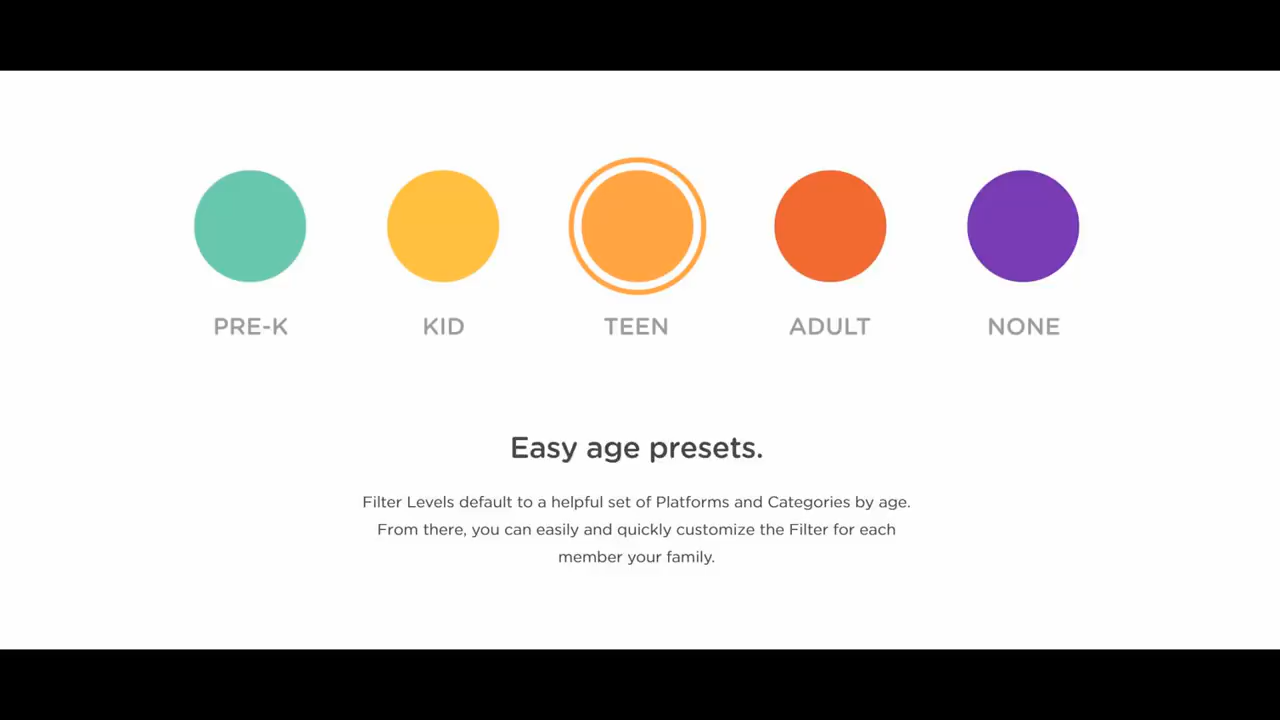 PRE-K KID TEEN ADULT NONE
Easy age presets.
Filter Levels default to a helpful set of Platforms and Categories by age.
From there, you can easily and quickly customize the Filter for each
member your family.